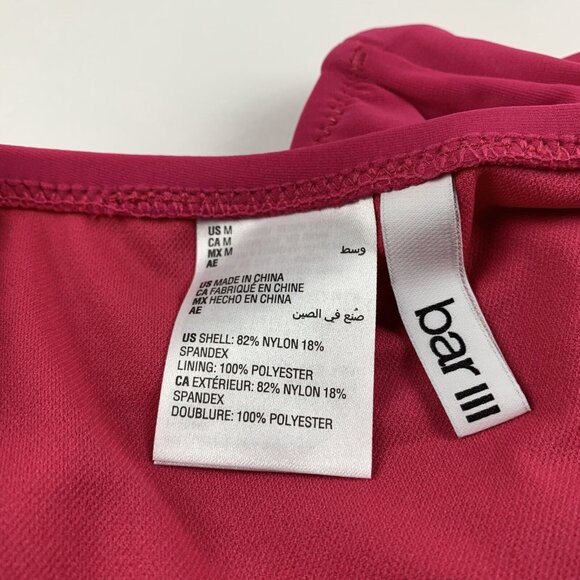 US M
CA M
MX M وسط
AE
US MADE IN CHINA
CA FABRIQUÉ EN CHINE
MX HECHO EN CHINA
AE صُنع في الصين
US SHELL: 82% NYLON 18%
SPANDEX
LINING: 100% POLYESTER
CA EXTÉRIEUR: 82% NYLON 18%
SPANDEX
DOUBLURE: 100% POLYESTER
bar III